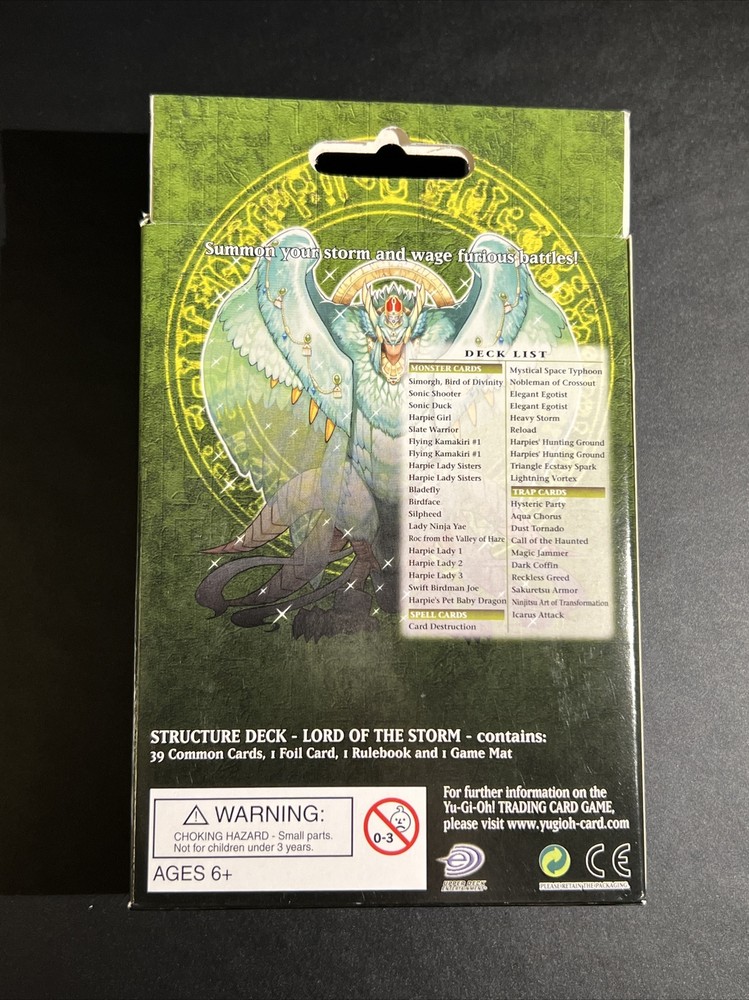 Summon your storm and wage furious battles!
DECK LIST
MONSTER CARDS
Simorgh, Bird of Divinity
Sonic Shooter
Sonic Duck
Harpie Girl
Slate Warrior
Flying Kamakiri #1
Flying Kamakiri #1
Harpie Lady Sisters
Harpie Lady Sisters
Bladefly
Birdface
Silpheed
Lady Ninja Yae
Roc from the Valley of Haze
Harpie Lady 1
Harpie Lady 2
Harpie Lady 3
Swift Birdman Joe
Harpie's Pet Baby Dragon
SPELL CARDS
Card Destruction
Mystical Space Typhoon
Nobleman of Crossout
Elegant Egotist
Elegant Egotist
Heavy Storm
Reload
Harpies' Hunting Ground
Harpies' Hunting Ground
Triangle Ecstasy Spark
Lightning Vortex
TRAP CARDS
Hysteric Party
Aqua Chorus
Dust Tornado
Call of the Haunted
Magic Jammer
Dark Coffin
Reckless Greed
Sakuretsu Armor
Ninjitsu Art of Transformation
Icarus Attack
STRUCTURE DECK - LORD OF THE STORM - contains:
39 Common Cards, 1 Foil Card, 1 Rulebook and 1 Game Mat
WARNING:
CHOKING HAZARD - Small parts.
Not for children under 3 years.
0-3
AGES 6+
For further information on the
Yu-Gi-Oh! TRADING CARD GAME,
please visit www.yugioh-card.com
UPPER DECK
ENTERTAINMENT
CE
PLEASE RETAIN THE PACKAGING